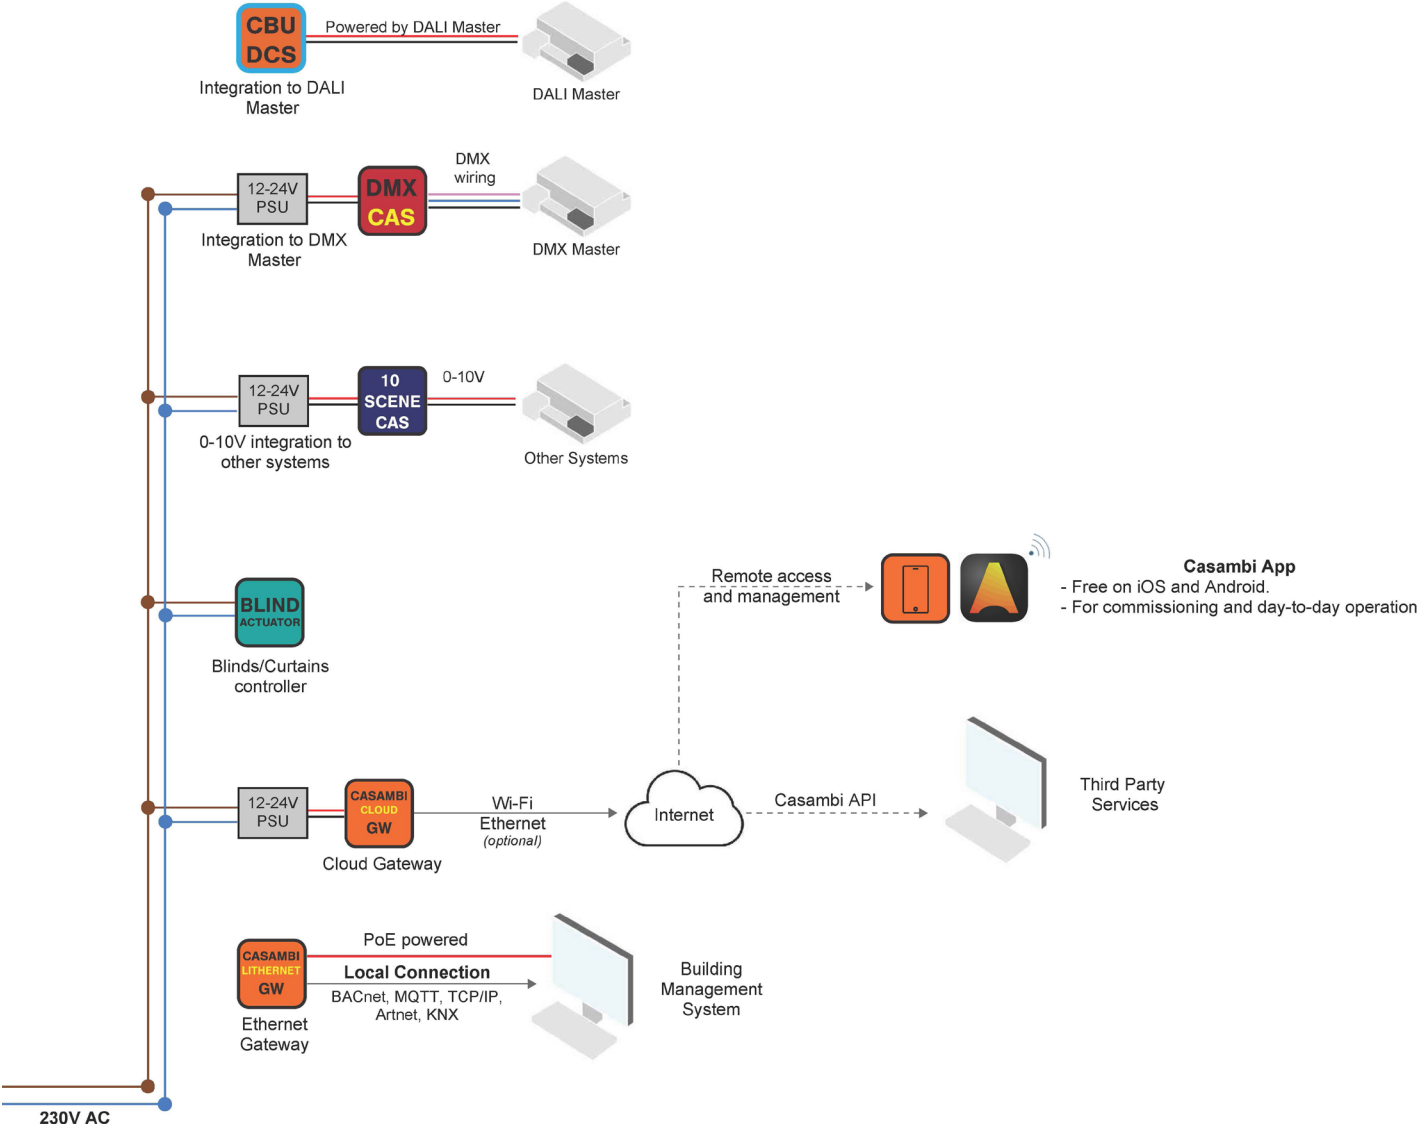 CBU
DCS
Powered by DALI Master
Integration to DALI
Master
DALI Master
12-24V
PSU
DMX
CAS
DMX
wiring
Integration to DMX
Master
DMX Master
12-24V
PSU
10
SCENE
CAS
0-10V
0-10V integration to
other systems
Other Systems
BLIND
ACTUATOR
Blinds/Curtains
controller
Remote access
and management
Casambi App
- Free on iOS and Android.
- For commissioning and day-to-day operation
12-24V
PSU
CASAMBI
CLOUD
GW
Cloud Gateway
Wi-Fi
Ethernet
(optional)
Internet
Casambi API
Third Party
Services
CASAMBI
LITHERNET
GW
Ethernet
Gateway
PoE powered
Local Connection
BACnet, MQTT, TCP/IP,
Artnet, KNX
Building
Management
System
230V AC